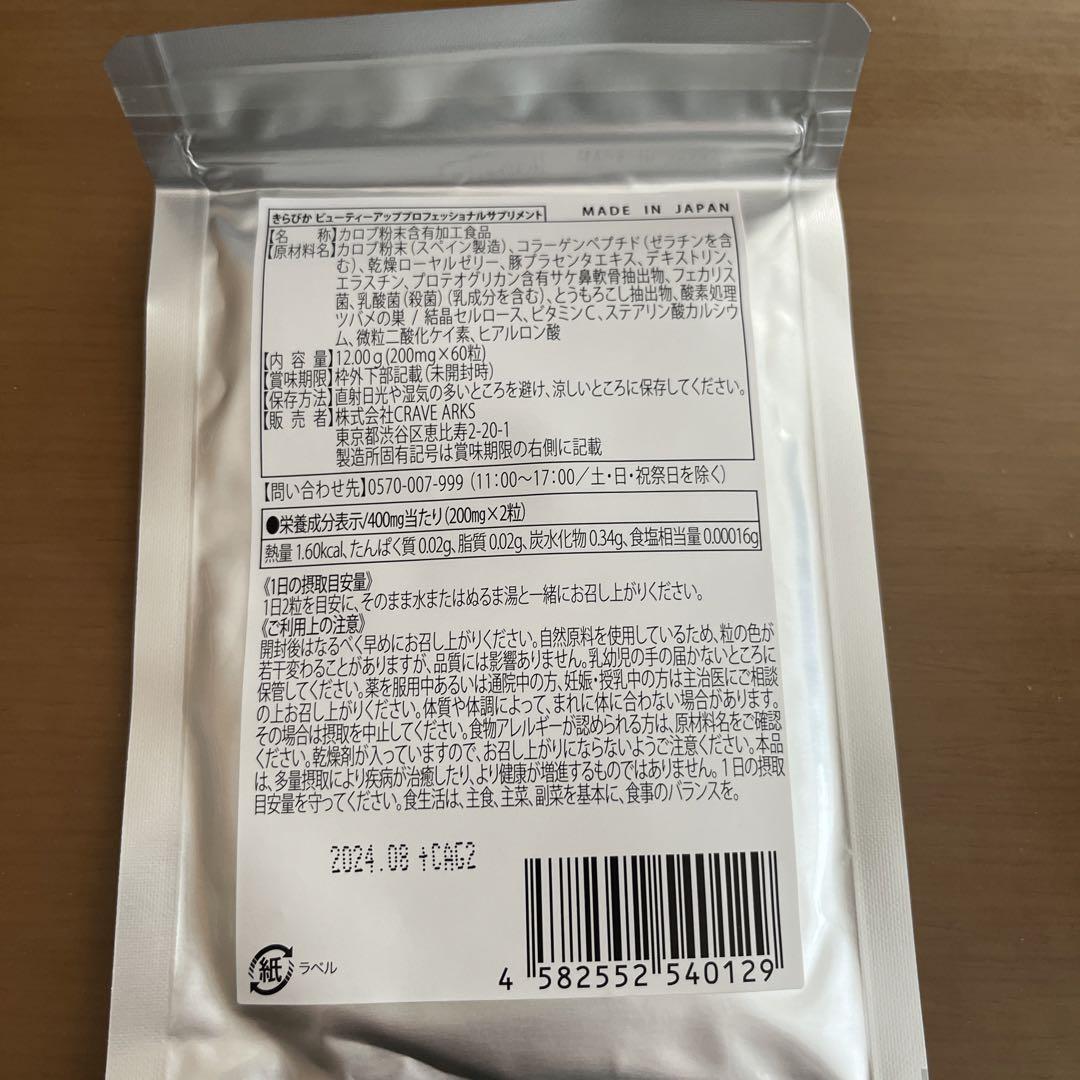 きらぴか ビューティーアッププロフェッショナルサプリメント
MADE IN JAPAN
【名 称】カロブ粉末含有加工食品
【原材料名】カロブ粉末(スペイン製造)、コラーゲンペプチド(ゼラチンを含
む)、乾燥ローヤルゼリー、豚プラセンタエキス、デキストリン、
エラスチン、プロテオグリカン含有サケ鼻軟骨抽出物、フェカリス
菌、乳酸菌(殺菌)(乳成分を含む)、とうもろこし抽出物、酸素処理
ツバメの巣 / 結晶セルロース、ビタミンC、ステアリン酸カルシウ
ム、微粒二酸化ケイ素、ヒアルロン酸
【内 容 量】12.00g(200mg×60粒)
【賞味期限】枠外下部記載(未開封時)
【保存方法】直射日光や湿気の多いところを避け、涼しいところに保存してください。
【販 売 者】株式会社CRAVE ARKS
東京都渋谷区恵比寿2-20-1
製造所固有記号は賞味期限の右側に記載
【問い合わせ先】0570-007-999 (11:00〜17:00/土・日・祝祭日を除く)
●栄養成分表示/400mg当たり(200mg×2粒)
熱量 1.60kcal、たんぱく質 0.02g、脂質 0.02g、炭水化物 0.34g、食塩相当量 0.00016g
《1日の摂取目安量》
1日2粒を目安に、そのまま水またはぬるま湯と一緒にお召し上がりください。
《ご利用上の注意》
開封後はなるべく早めにお召し上がりください。自然原料を使用しているため、粒の色が
若干変わることがありますが、品質には影響ありません。乳幼児の手の届かないところに
保管してください。薬を服用中あるいは通院中の方、妊娠・授乳中の方は主治医にご相談
の上お召し上がりください。体質や体調によって、まれに体に合わない場合があります。
その場合は摂取を中止してください。食物アレルギーが認められる方は、原材料名をご確認
ください。乾燥剤が入っていますので、お召し上がりにならないようご注意ください。本品
は、多量摂取により疾病が治癒したり、より健康が増進するものではありません。1日の摂取
目安量を守ってください。食生活は、主食、主菜、副菜を基本に、食事のバランスを。
2024.08 +CAG2
4 582552 540129
紙 ラベル